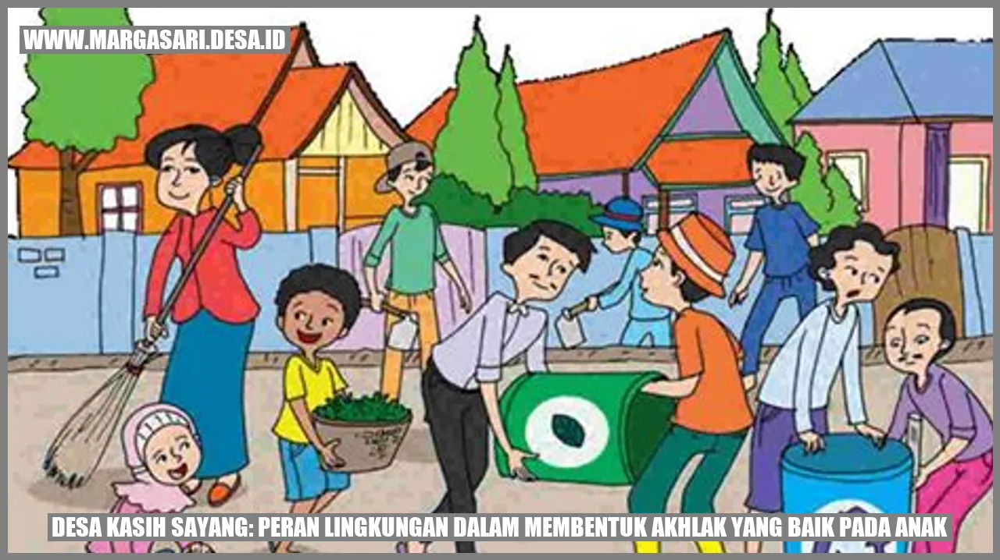 WWW.MARGASARI.DESA.ID
DESA KASIH SAYANG: PERAN LINGKUNGAN DALAM MEMBENTUK AKHLAK YANG BAIK PADA ANAK